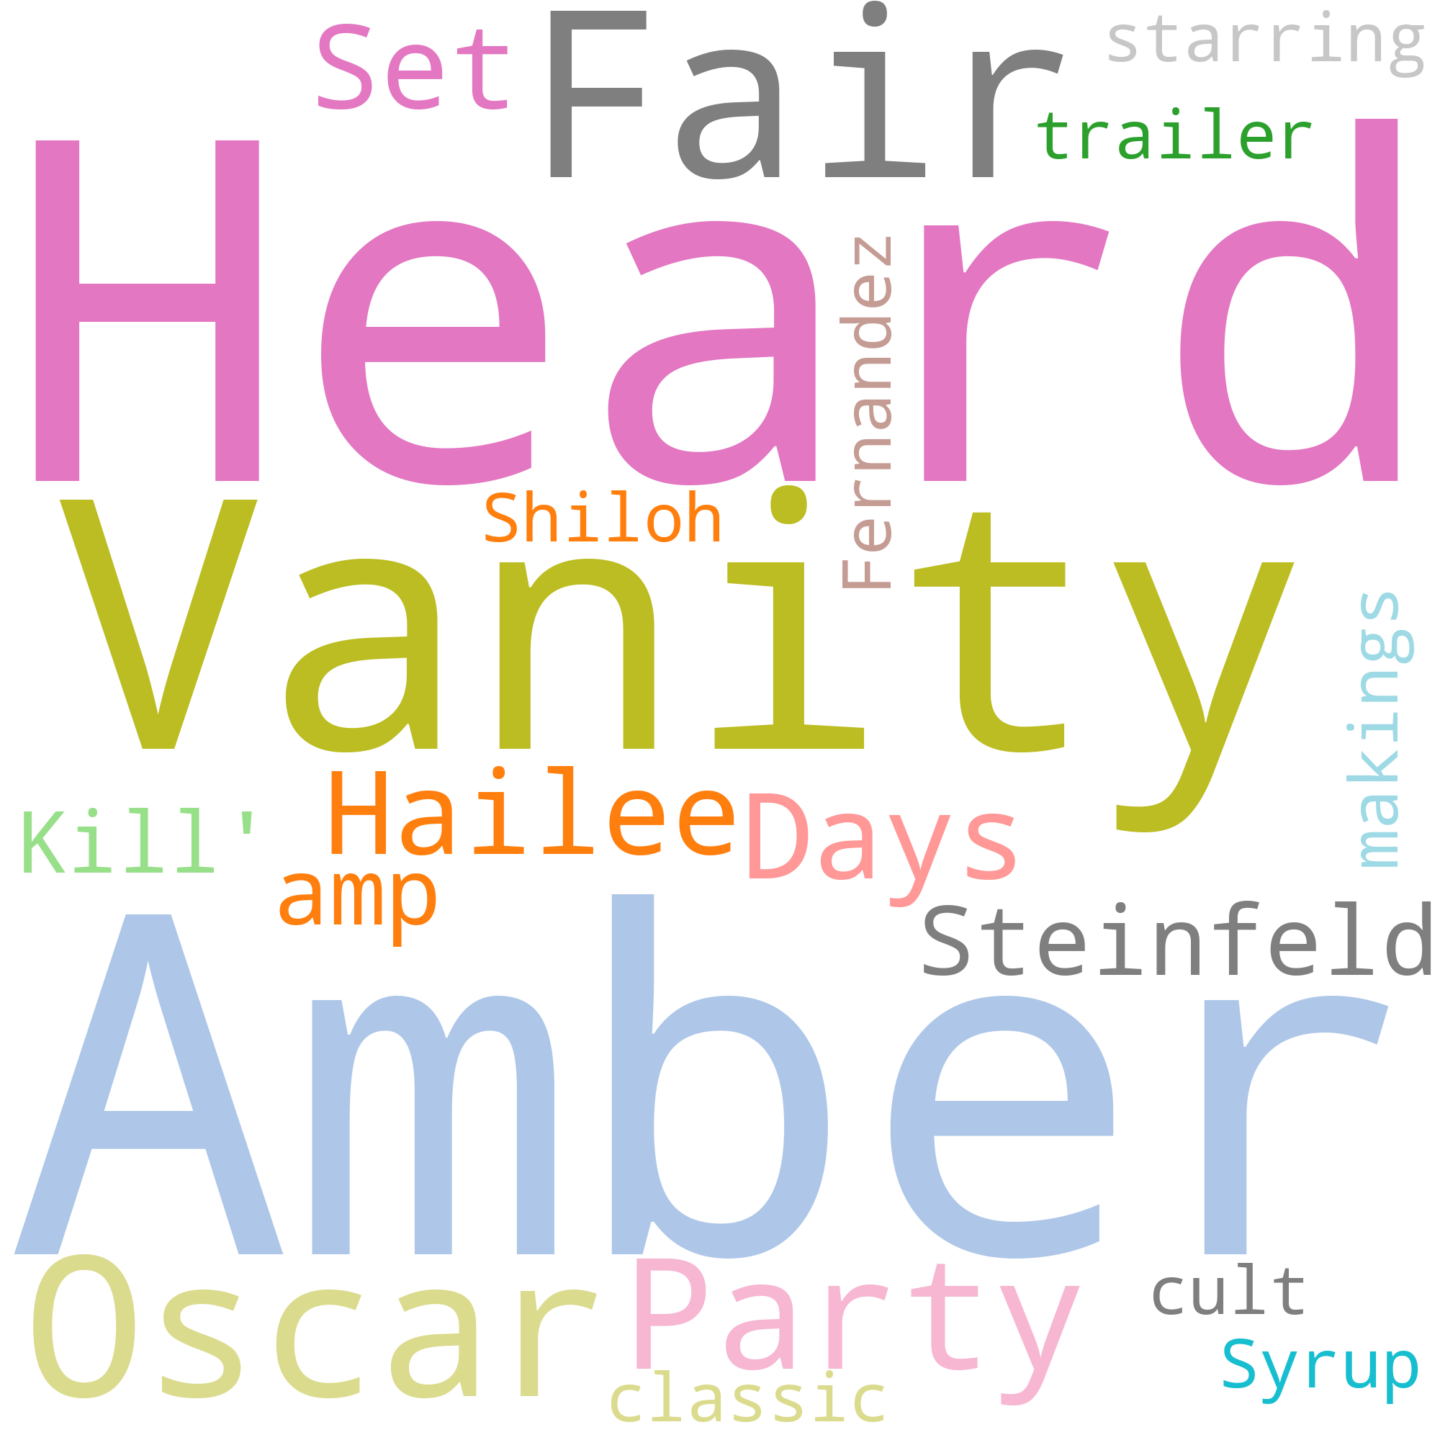 Set
Fair
starring
trailer
Heard
Fernandez
Shiloh
Vanity
makings
Kill'
Hailee
Days
amp
Steinfeld
Amber
Oscar
Party
cult
Syrup
classic